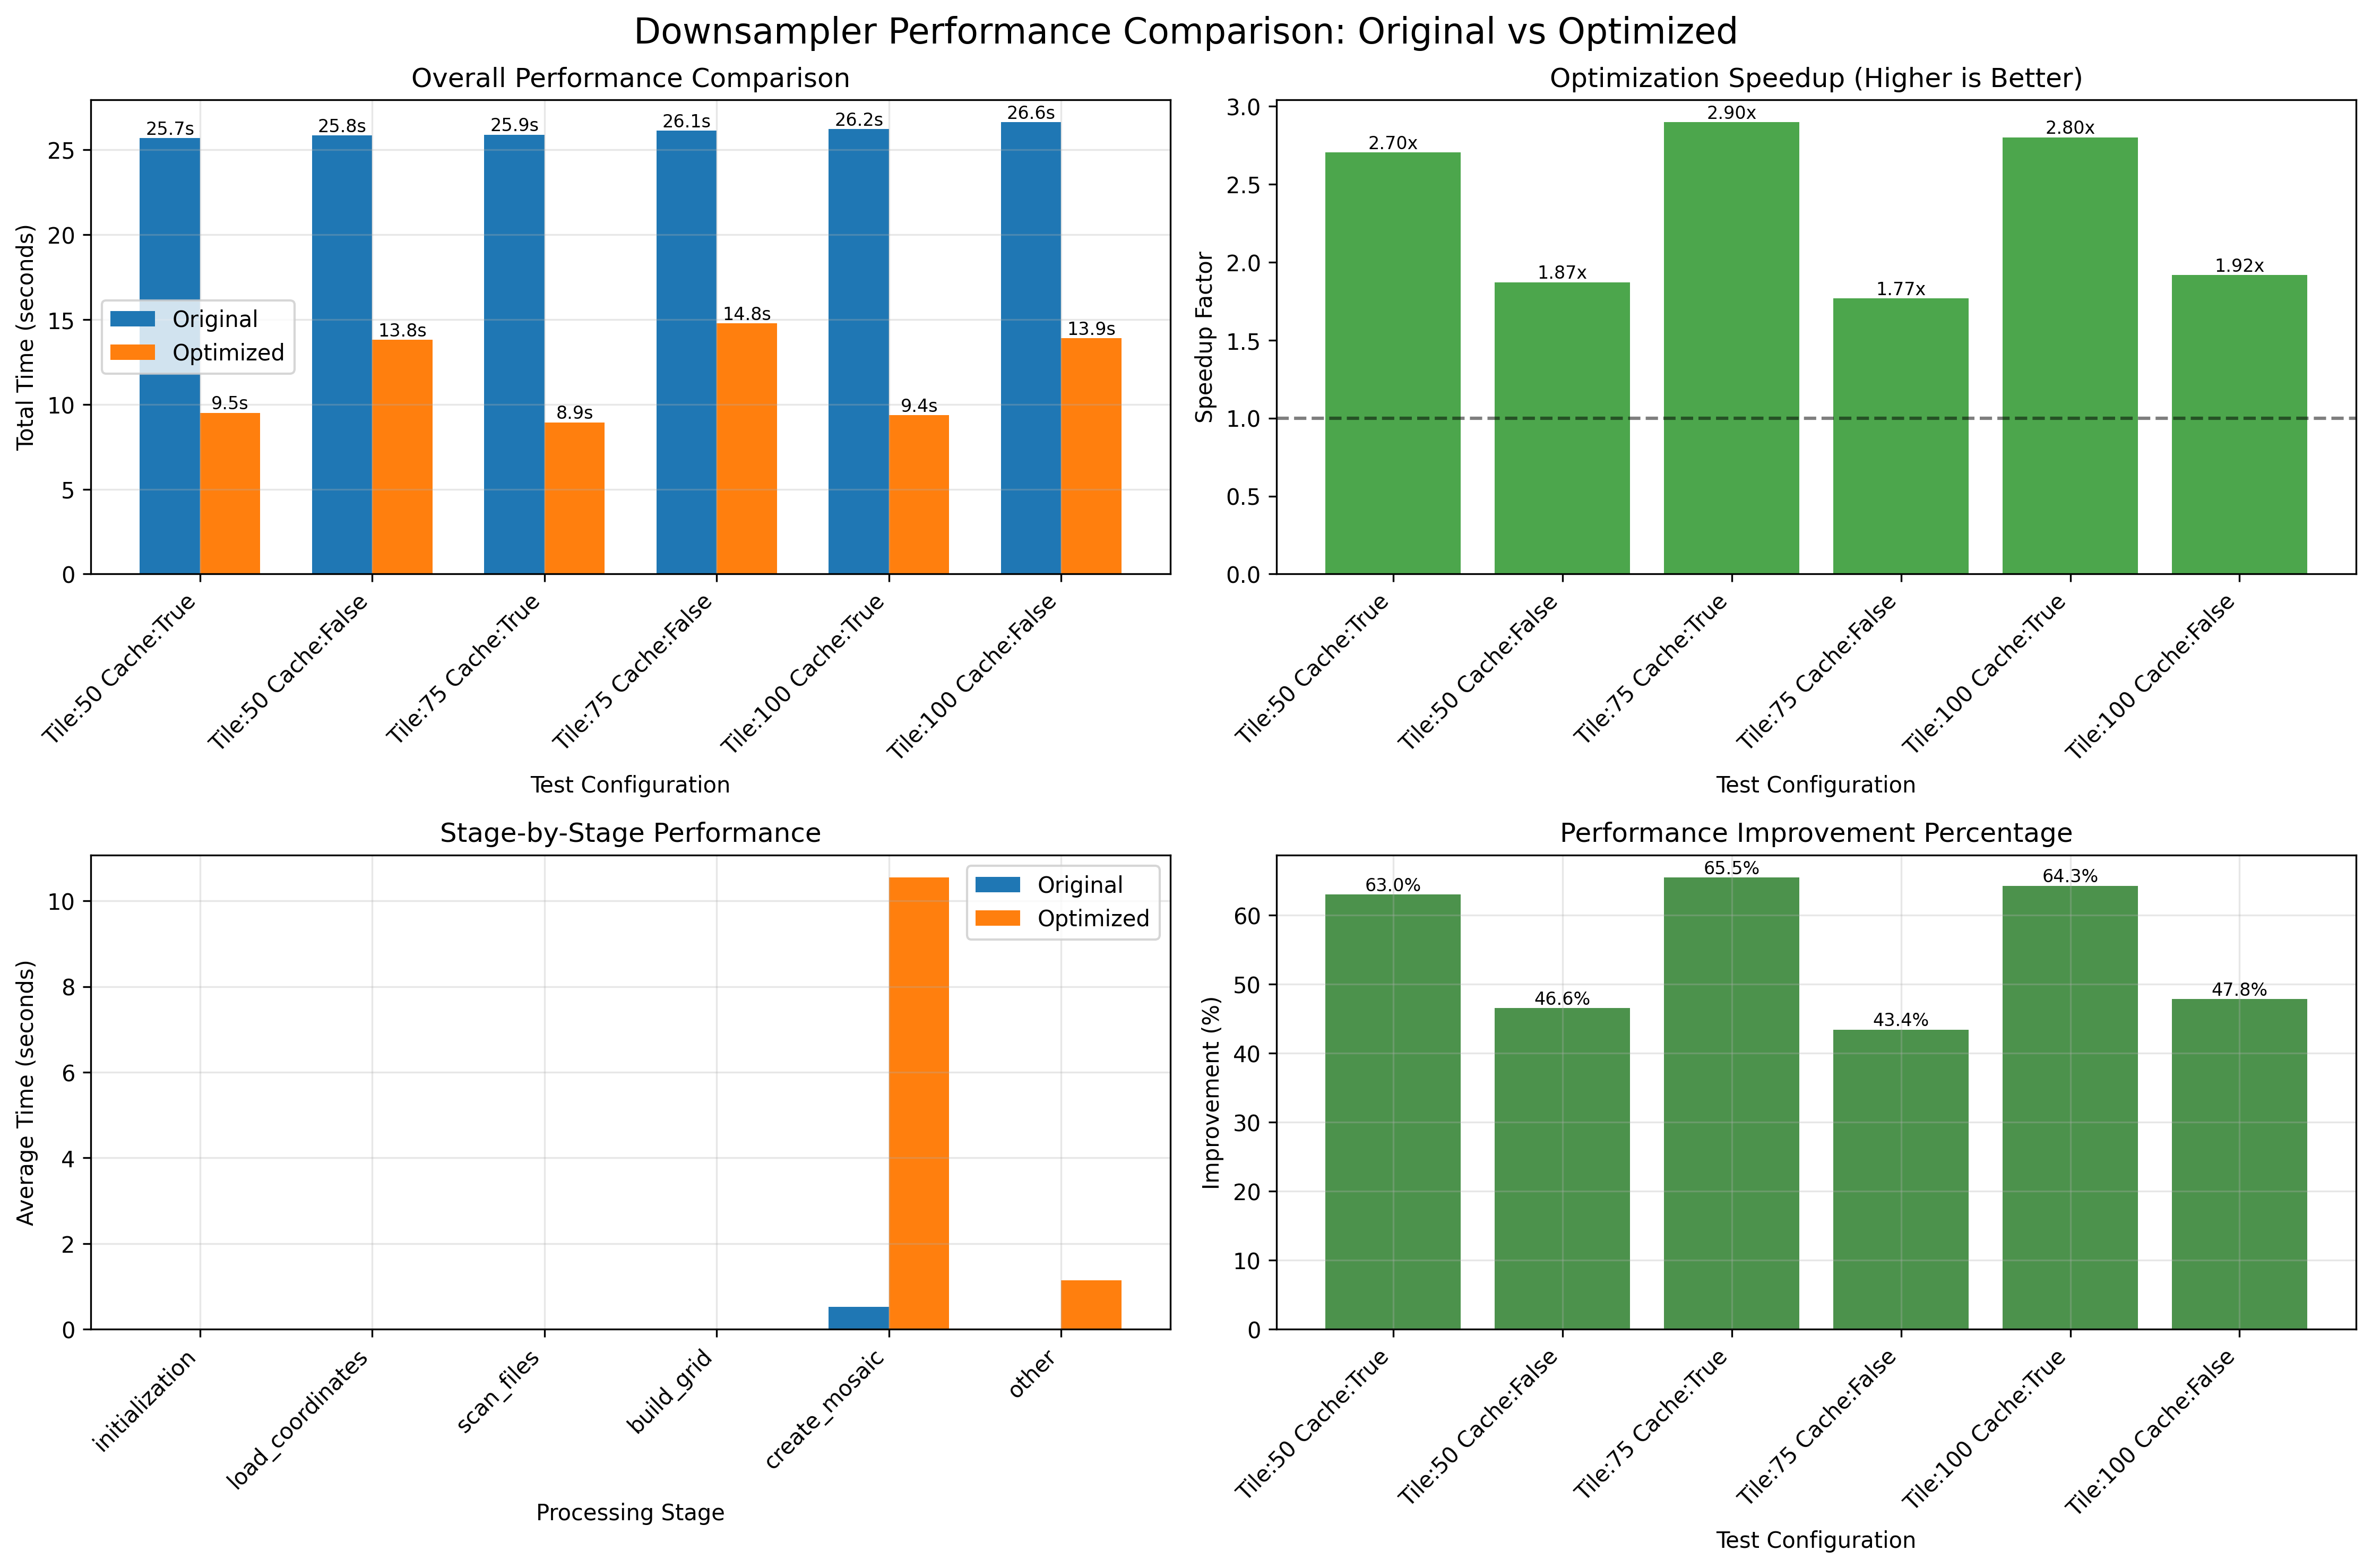 Downsampler Performance Comparison: Original vs Optimized
Overall Performance Comparison
Total Time (seconds)
25
20
15
10
5
0
25.7s
9.5s
25.8s
13.8s
25.9s
8.9s
26.1s
14.8s
26.2s
9.4s
26.6s
13.9s
Original
Optimized
Tile:50 Cache:True
Tile:50 Cache:False
Tile:75 Cache:True
Tile:75 Cache:False
Tile:100 Cache:True
Tile:100 Cache:False
Test Configuration
Optimization Speedup (Higher is Better)
Speedup Factor
3.0
2.5
2.0
1.5
1.0
0.5
0.0
2.70x
1.87x
2.90x
1.77x
2.80x
1.92x
Tile:50 Cache:True
Tile:50 Cache:False
Tile:75 Cache:True
Tile:75 Cache:False
Tile:100 Cache:True
Tile:100 Cache:False
Test Configuration
Stage-by-Stage Performance
Average Time (seconds)
10
8
6
4
2
0
Original
Optimized
initialization
load_coordinates
scan_files
build_grid
create_mosaic
other
Processing Stage
Performance Improvement Percentage
Improvement (%)
60
50
40
30
20
10
0
63.0%
46.6%
65.5%
43.4%
64.3%
47.8%
Tile:50 Cache:True
Tile:50 Cache:False
Tile:75 Cache:True
Tile:75 Cache:False
Tile:100 Cache:True
Tile:100 Cache:False
Test Configuration